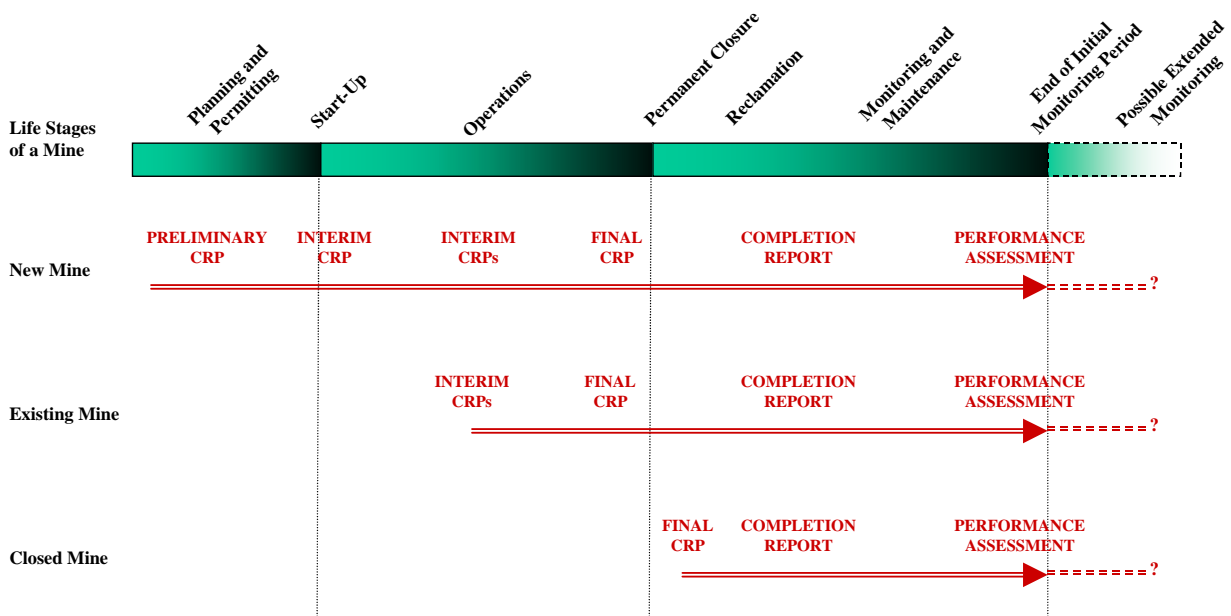 Planning and
Permitting
Start-Up
Operations
Permanant Closure
Reclamation
Monitoring and
Maintenance
End of Initial
Monitoring Period
Possible Extended
Monitoring
Life Stages
of a Mine
PRELIMINARY
CRP
INTERIM
CRP
INTERIM
CRPs
FINAL
CRP
COMPLETION
REPORT
PERFORMANCE
ASSESSMENT
New Mine
?
INTERIM
CRPs
FINAL
CRP
COMPLETION
REPORT
PERFORMANCE
ASSESSMENT
Existing Mine
?
FINAL
CRP
COMPLETION
REPORT
PERFORMANCE
ASSESSMENT
Closed Mine
?